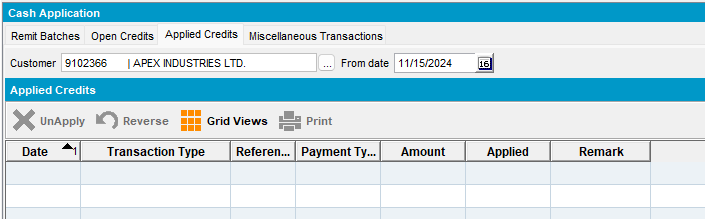 Cash Application
Remit Batches Open Credits Applied Credits Miscellaneous Transactions
Customer 9102366 | APEX INDUSTRIES LTD. ... From date 11/15/2024 16
Applied Credits
UnApply Reverse Grid Views Print
Date 1 Transaction Type Referen... Payment Ty... Amount Applied Remark